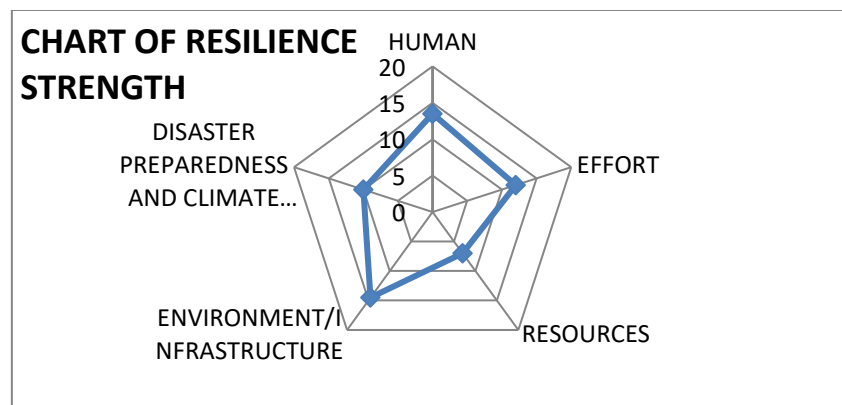 CHART OF RESILIENCE
STRENGTH
HUMAN
20
15
10
5
0
EFFORT
RESOURCES
ENVIRONMENT/I
NFRASTRUCTURE
DISASTER
PREPAREDNESS
AND CLIMATE...